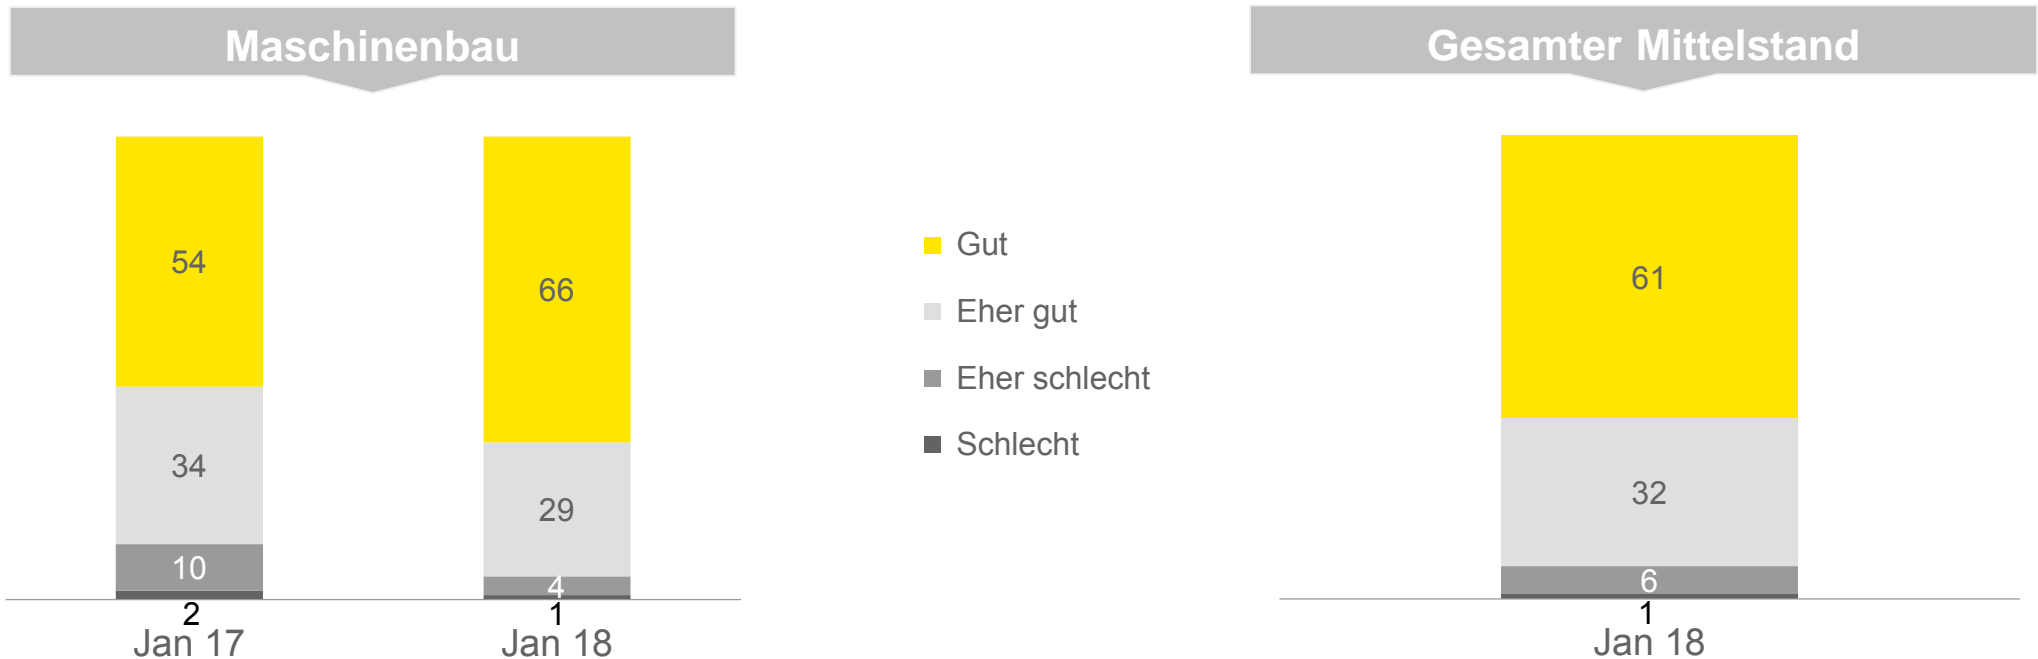 Maschinenbau
54
34
10
2
Jan 17
66
29
4
1
Jan 18
Gut
Eher gut
Eher schlecht
Schlecht
Gesamter Mittelstand
61
32
6
1
Jan 18